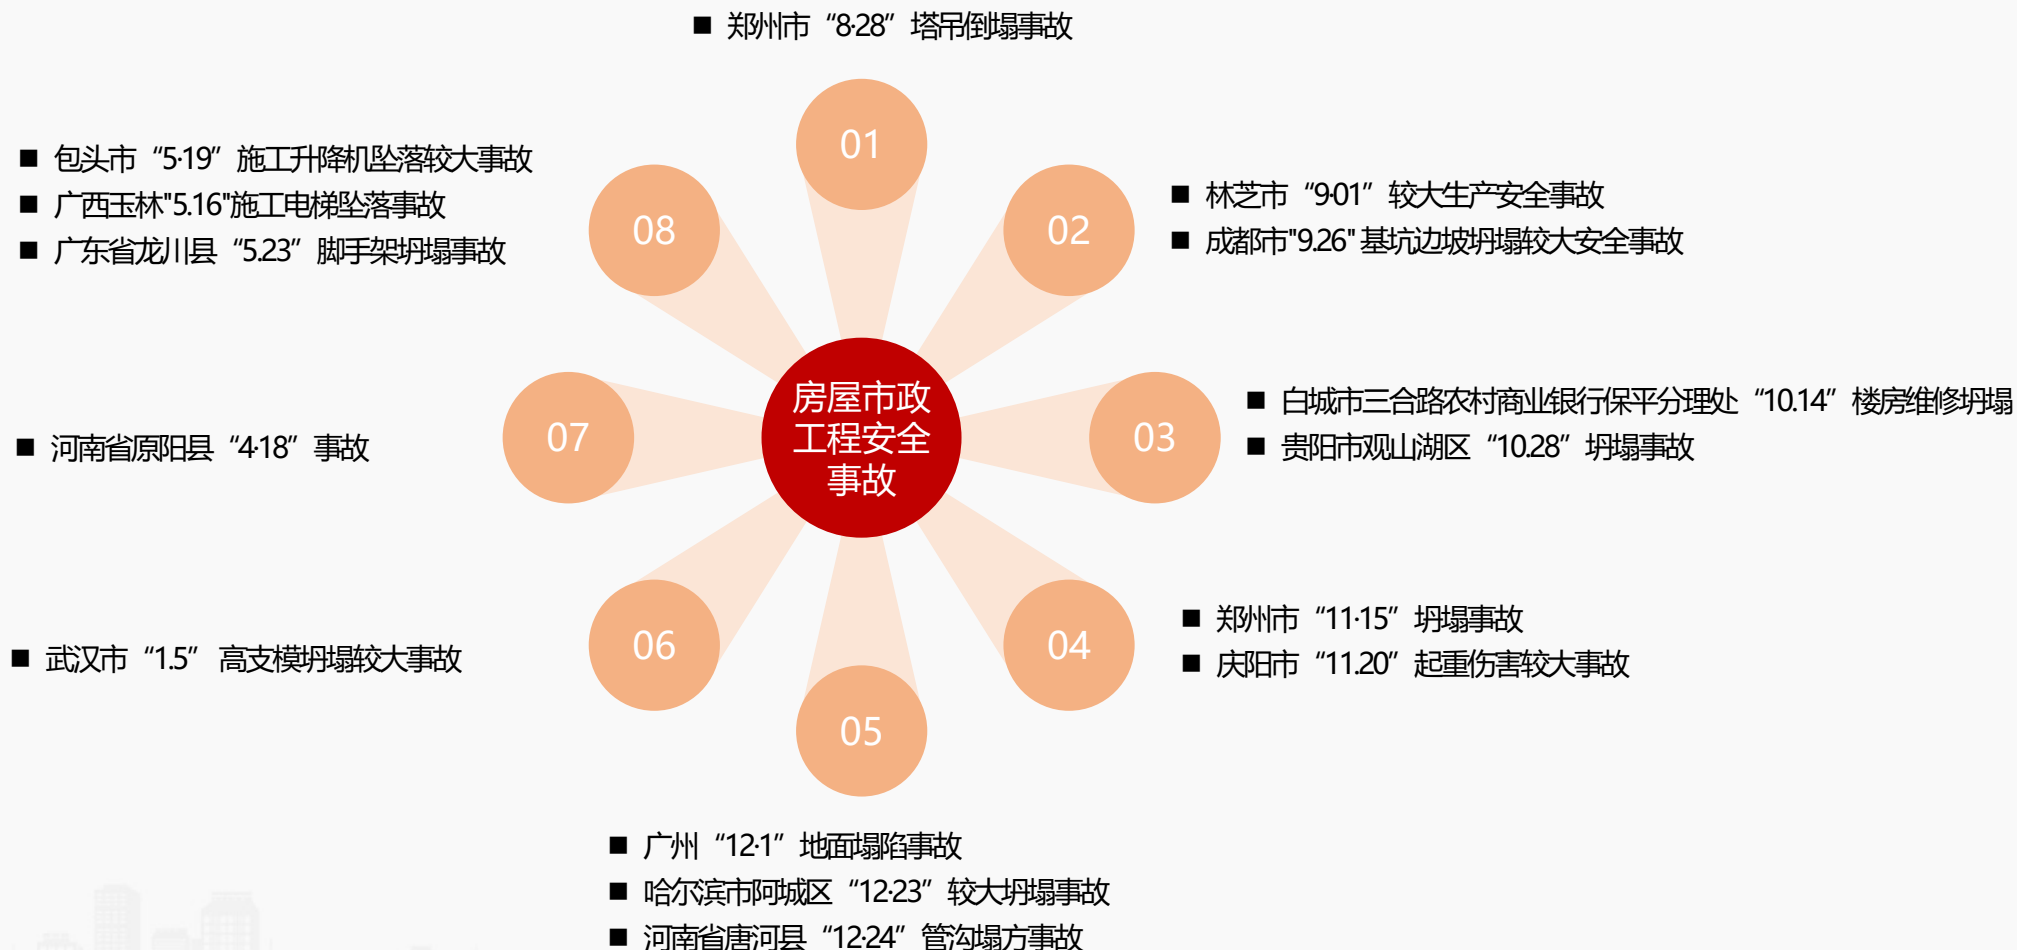 ■ 郑州市“8·28”塔吊倒塌事故
01
■ 包头市“5·19”施工升降机坠落较大事故
■ 广西玉林"5.16"施工电梯坠落事故
■ 广东省龙川县“5.23”脚手架坍塌事故
08
02
■ 林芝市“9·01”较大生产安全事故
■ 成都市"9.26" 基坑边坡坍塌较大安全事故
■ 河南省原阳县“4·18”事故
07
房屋市政
工程安全
事故
03
■ 白城市三合路农村商业银行保平分理处“10.14”楼房维修坍塌
■ 贵阳市观山湖区“10.28”坍塌事故
■ 武汉市“1.5” 高支模坍塌较大事故
06
04
■ 郑州市“11·15”坍塌事故
■ 庆阳市“11.20”起重伤害较大事故
05
■ 广州“12·1”地面塌陷事故
■ 哈尔滨市阿城区“12·23”较大坍塌事故
■ 河南省唐河县“12·24”管沟塌方事故